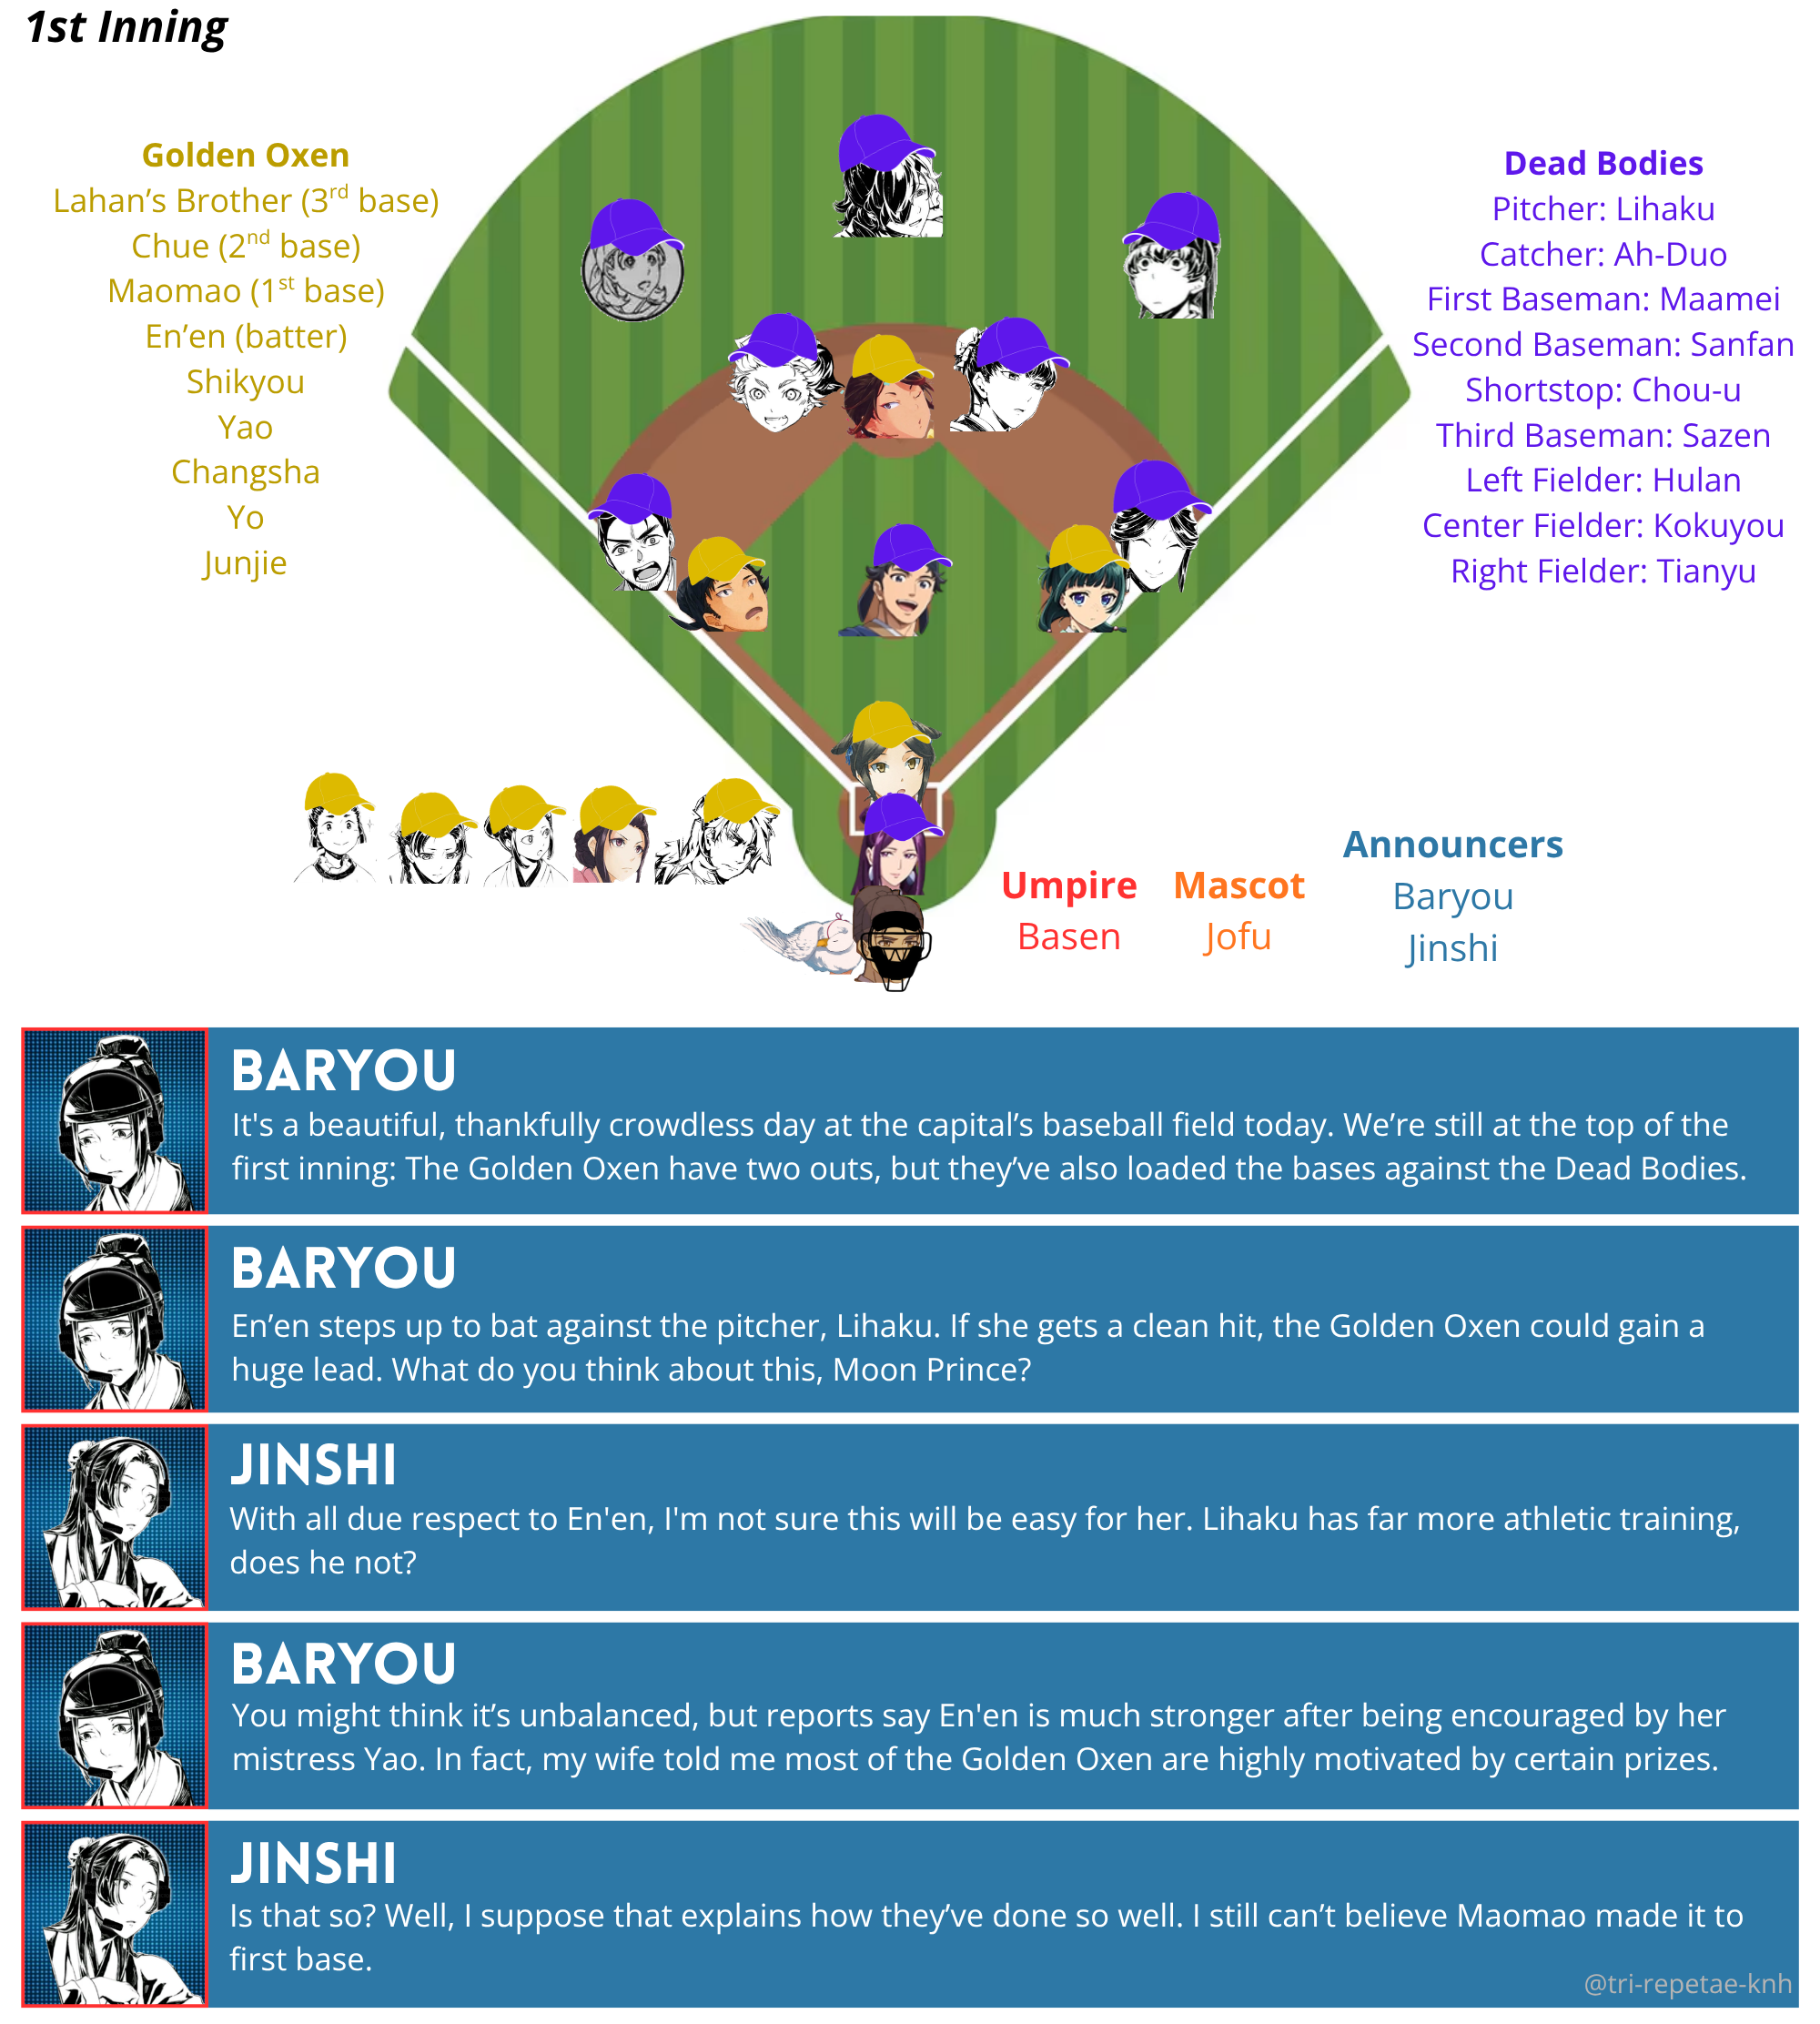 1st Inning
Golden Oxen
Lahan’s Brother (3rd base)
Chue (2nd base)
Maomao (1st base)
En’en (batter)
Shikyou
Yao
Changsha
Yo
Junjie
Dead Bodies
Pitcher: Lihaku
Catcher: Ah-Duo
First Baseman: Maamei
Second Baseman: Sanfan
Shortstop: Chou-u
Third Baseman: Sazen
Left Fielder: Hulan
Center Fielder: Kokuyou
Right Fielder: Tianyu
Umpire
Basen
Mascot
Jofu
Announcers
Baryou
Jinshi
BARYOU
It's a beautiful, thankfully crowdless day at the capital’s baseball field today. We’re still at the top of the
first inning: The Golden Oxen have two outs, but they’ve also loaded the bases against the Dead Bodies.
BARYOU
En’en steps up to bat against the pitcher, Lihaku. If she gets a clean hit, the Golden Oxen could gain a
huge lead. What do you think about this, Moon Prince?
JINSHI
With all due respect to En'en, I'm not sure this will be easy for her. Lihaku has far more athletic training,
does he not?
BARYOU
You might think it’s unbalanced, but reports say En'en is much stronger after being encouraged by her
mistress Yao. In fact, my wife told me most of the Golden Oxen are highly motivated by certain prizes.
JINSHI
Is that so? Well, I suppose that explains how they’ve done so well. I still can’t believe Maomao made it to
first base.
@tri-repetae-knh